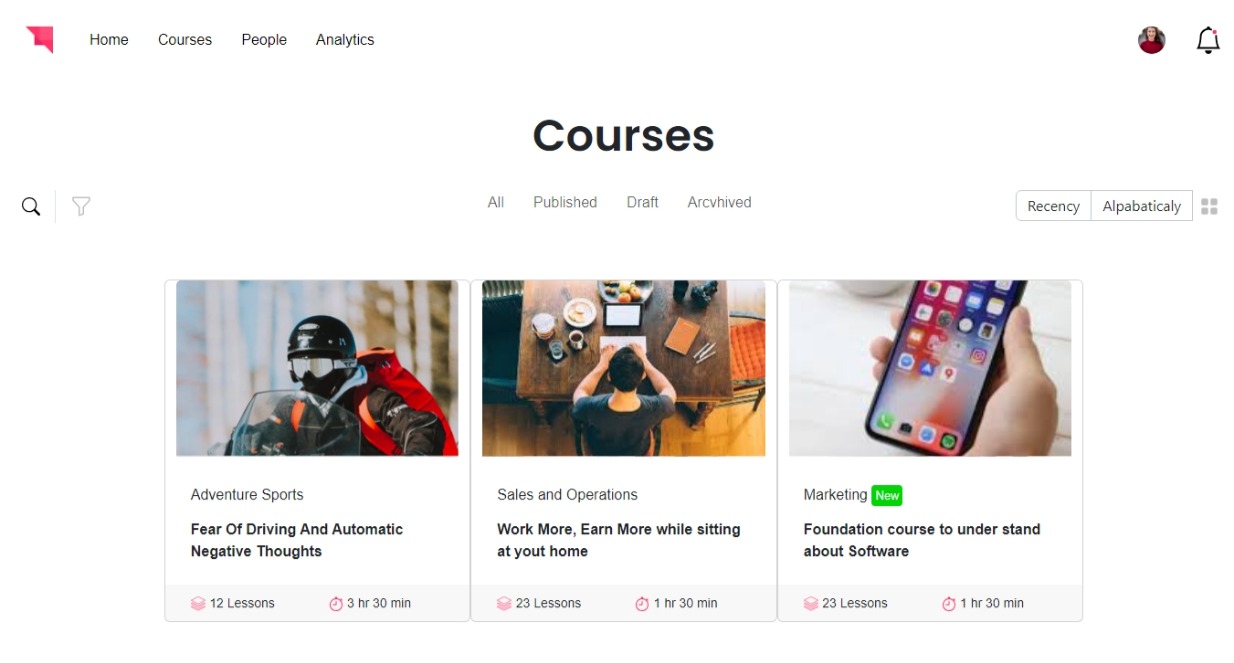 Home Courses People Analytics
Courses
All Published Draft Arcvhived
Recency Alpabaticaly
Adventure Sports
Fear Of Driving And Automatic
Negative Thoughts
12 Lessons 3 hr 30 min
Sales and Operations
Work More, Earn More while sitting
at yout home
23 Lessons 1 hr 30 min
Marketing New
Foundation course to under stand
about Software
23 Lessons 1 hr 30 min